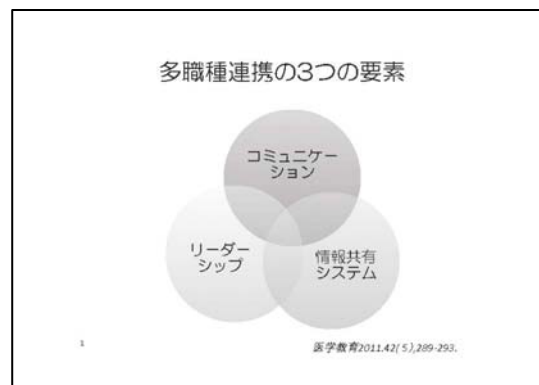 多職種連携の3つの要素
コミュニケー
ション
リーダー
シップ
情報共有
システム
1
医学教育2011.42(5),289-293.